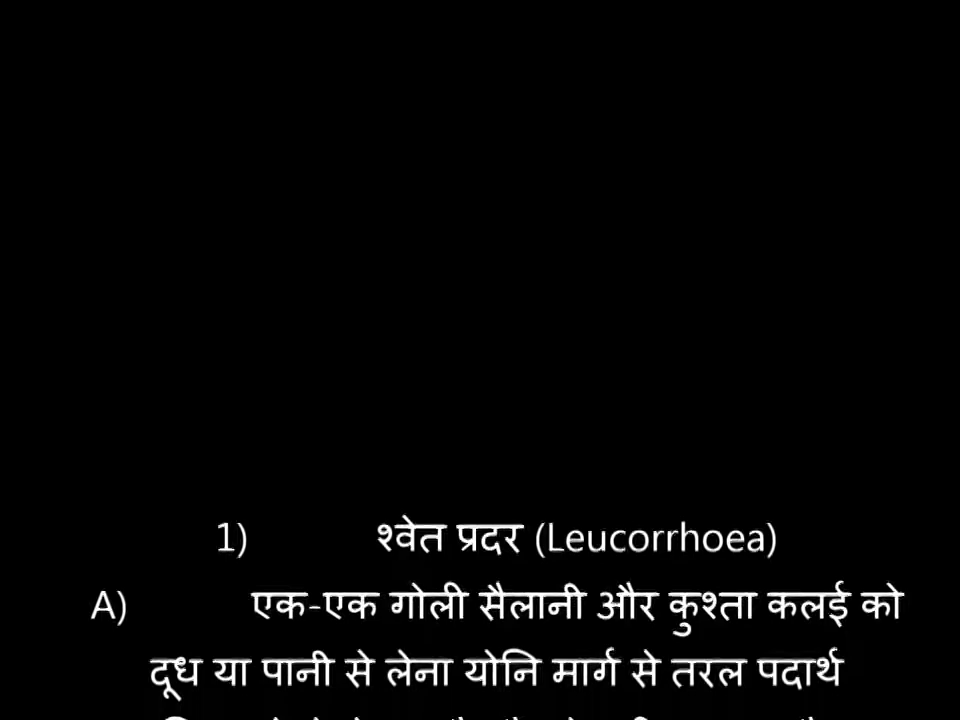 1) श्वेत प्रदर (Leucorrhoea)
A) एक-एक गोली सैलानी और कुश्ता कलई को
दूध या पानी से लेना योनि मार्ग से तरल पदार्थ